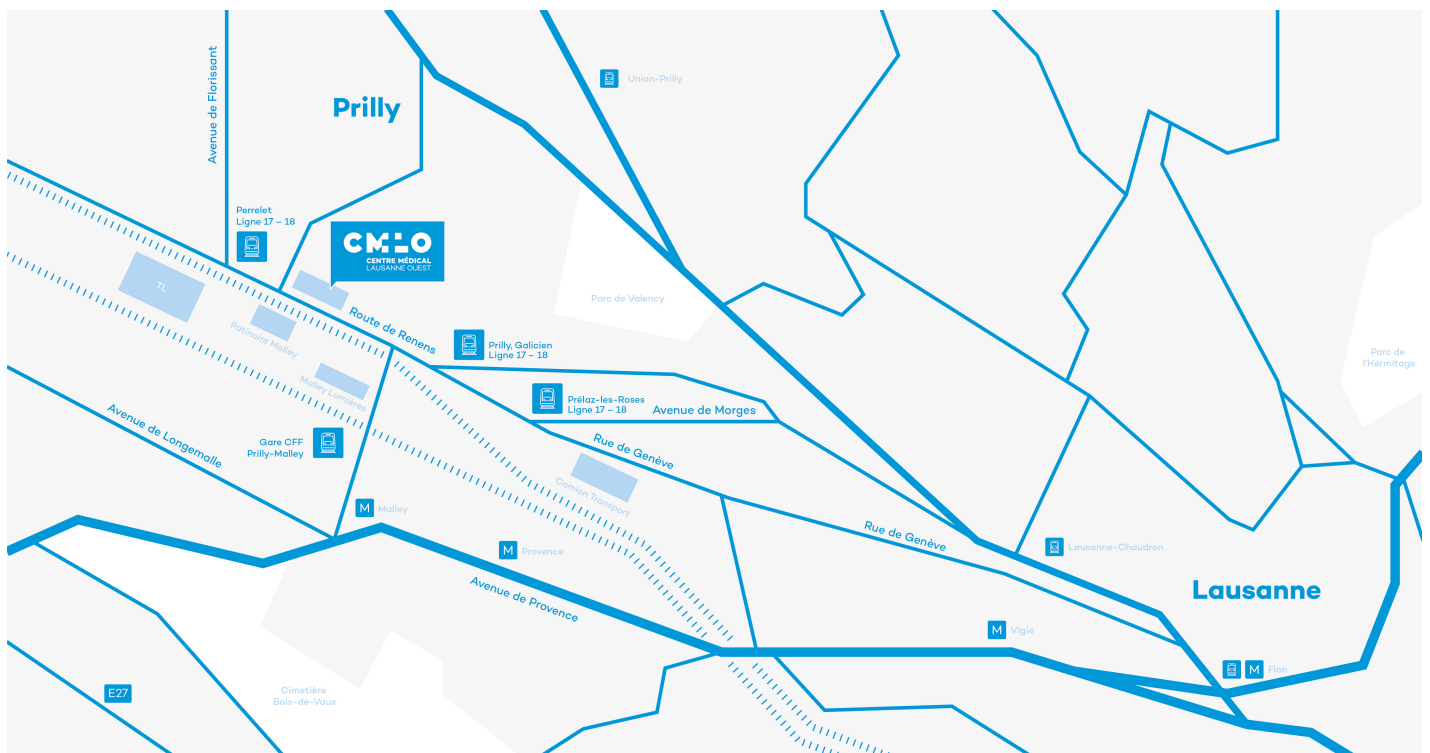 Avenue de Florissant
Prilly
Union-Prilly
Perrelet
Ligne 17 – 18
CMLO
CENTRE MÉDICAL
LAUSANNE OUEST
TL
Patinoire Malley
Route de Renens
Parc de Valency
Prilly, Galicien
Ligne 17 – 18
Parc de
l'Hérmitage
Malley Lumières
Prélaz-les-Roses
Ligne 17 – 18
Avenue de Morges
Avenue de Longemalle
Gare CFF
Prilly-Malley
Rue de Genève
Camion Transport
M Malley
M Provence
Rue de Genève
Lausanne-Chaudron
Avenue de Provence
Lausanne
M Vigie
M Flon
E27
Cimetière
Bois-de-Vaux